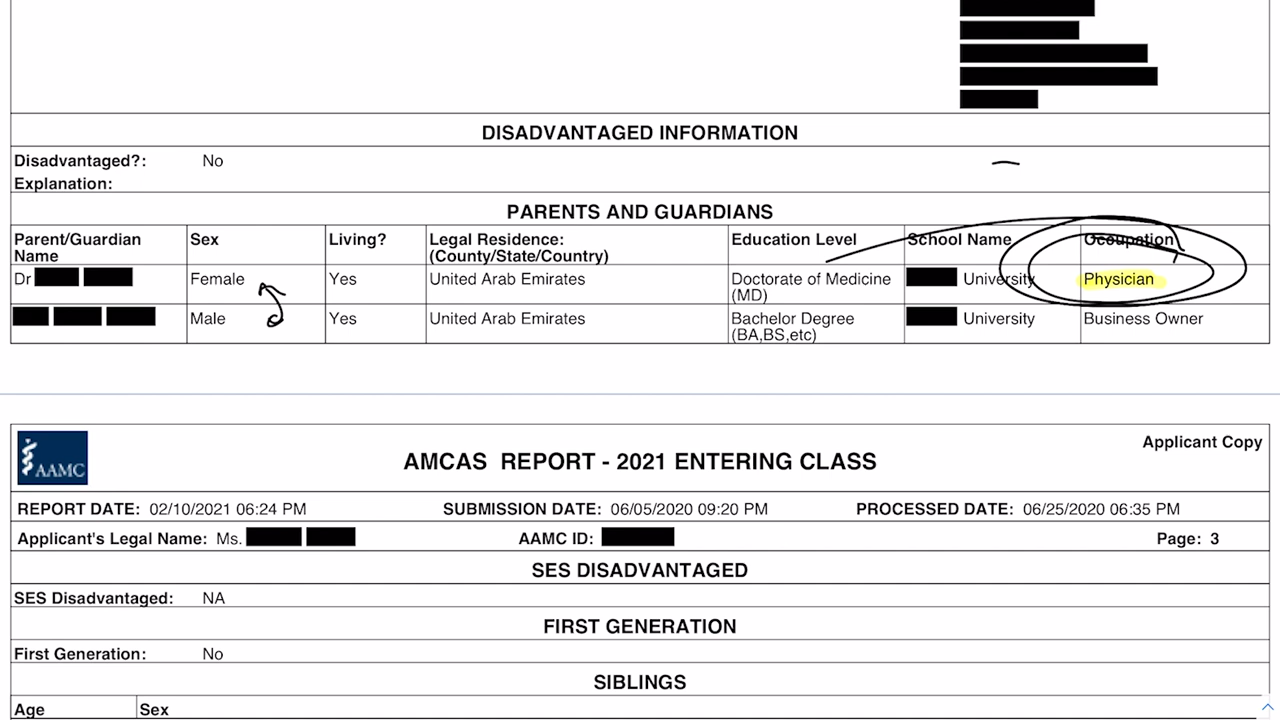 DISADVANTAGED INFORMATION
Disadvantaged?: No
Explanation:
PARENTS AND GUARDIANS
Parent/Guardian Name Sex Living? Legal Residence: (County/State/Country) Education Level School Name Occupation
Dr Female Yes United Arab Emirates Doctorate of Medicine (MD) University Physician
Male Yes United Arab Emirates Bachelor Degree (BA,BS,etc) University Business Owner
AAMC
Applicant Copy
AMCAS REPORT - 2021 ENTERING CLASS
REPORT DATE: 02/10/2021 06:24 PM SUBMISSION DATE: 06/05/2020 09:20 PM PROCESSED DATE: 06/25/2020 06:35 PM
Applicant's Legal Name: Ms. AAMC ID: Page: 3
SES DISADVANTAGED
SES Disadvantaged: NA
FIRST GENERATION
First Generation: No
SIBLINGS
Age Sex